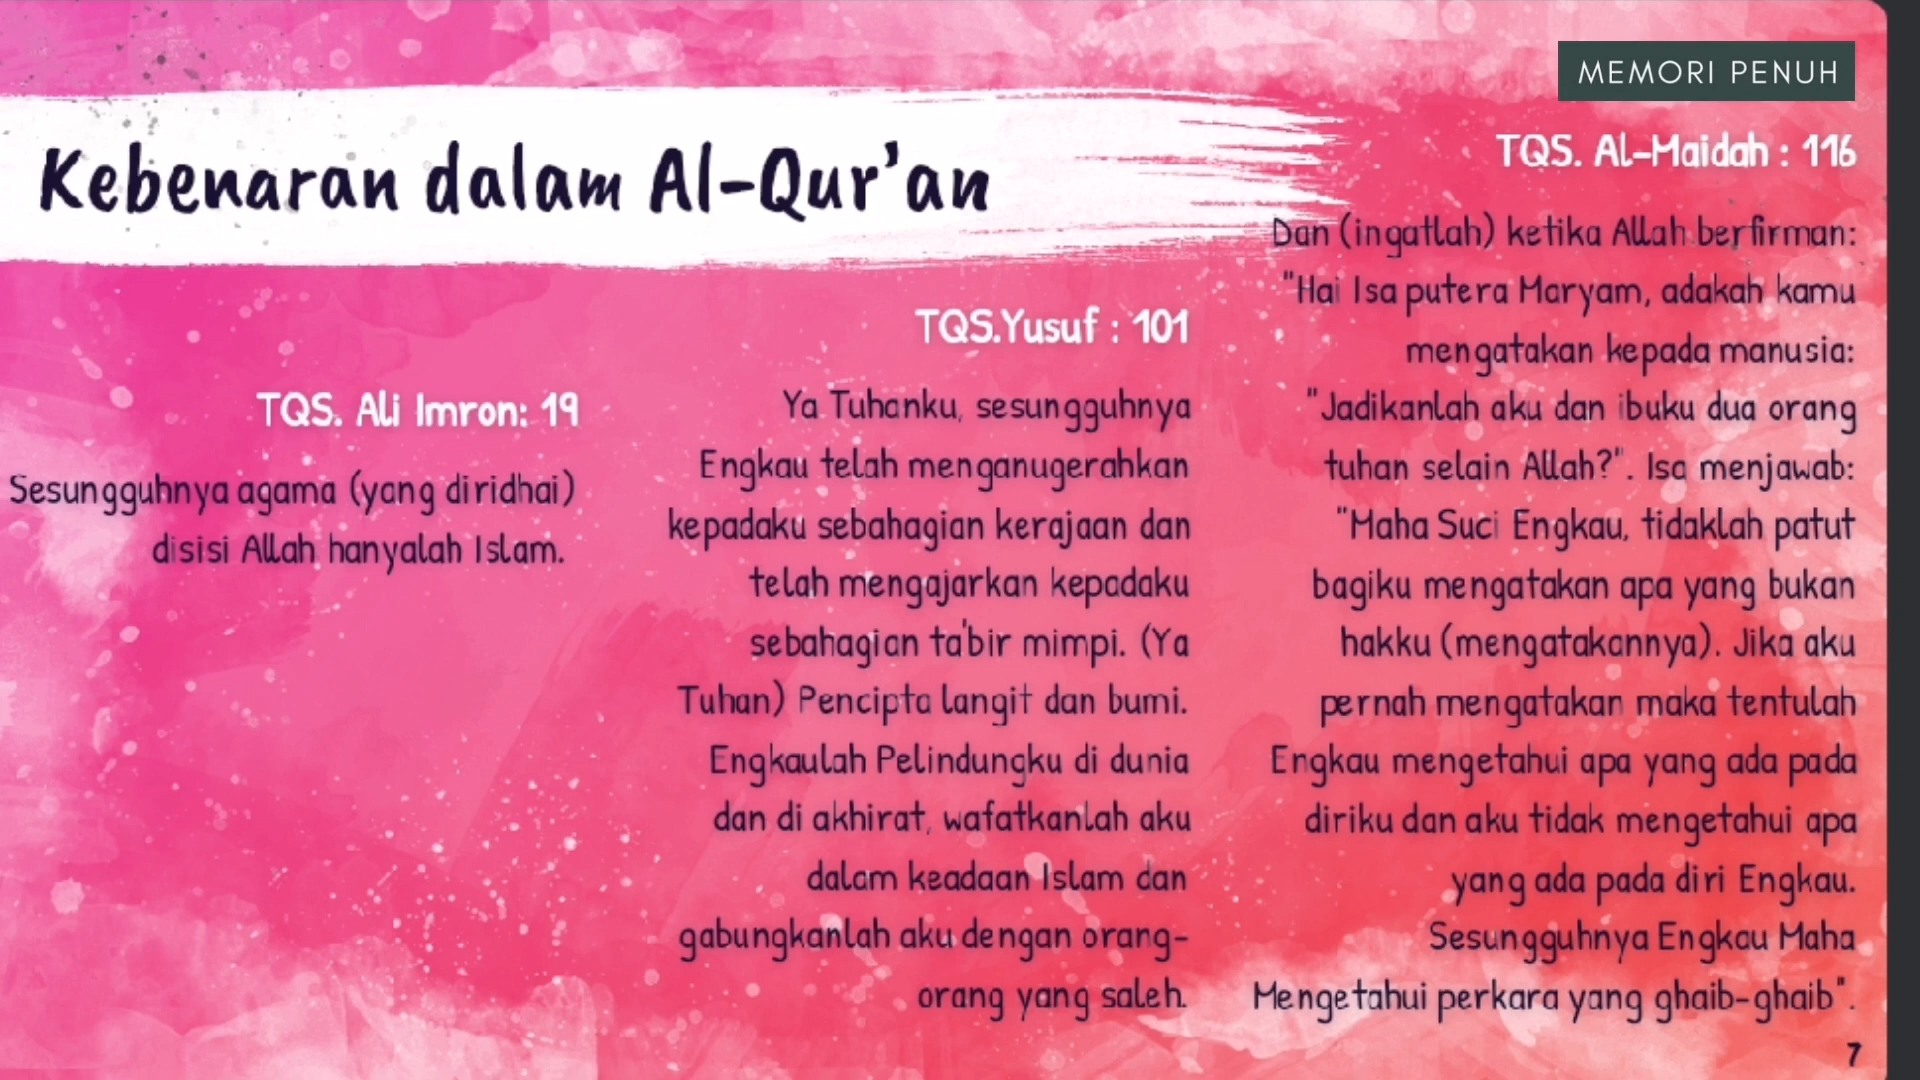 MEMORI PENUH
Kebenaran dalam Al-Qur'an
TQS. Ali Imron: 19
Sesungguhnya agama (yang diridhai)
disisi Allah hanyalah Islam.
TQS.Yusuf : 101
Ya Tuhanku, sesungguhnya
Engkau telah menganugerahkan
kepadaku sebahagian kerajaan dan
telah mengajarkan kepadaku
sebahagian ta'bir mimpi. (Ya
Tuhan) Pencipta langit dan bumi.
Engkaulah Pelindungku di dunia
dan di akhirat, wafatkanlah aku
dalam keadaan Islam dan
gabungkanlah aku dengan orang-
orang yang saleh.
TQS. Al-Maidah : 116
Dan (ingatlah) ketika Allah berfirman:
"Hai Isa putera Maryam, adakah kamu
mengatakan kepada manusia:
"Jadikanlah aku dan ibuku dua orang
tuhan selain Allah?". Isa menjawab:
"Maha Suci Engkau, tidaklah patut
bagiku mengatakan apa yang bukan
hakku (mengatakannya). Jika aku
pernah mengatakan maka tentulah
Engkau mengetahui apa yang ada pada
diriku dan aku tidak mengetahui apa
yang ada pada diri Engkau.
Sesungguhnya Engkau Maha
Mengetahui perkara yang ghaib-ghaib".
7